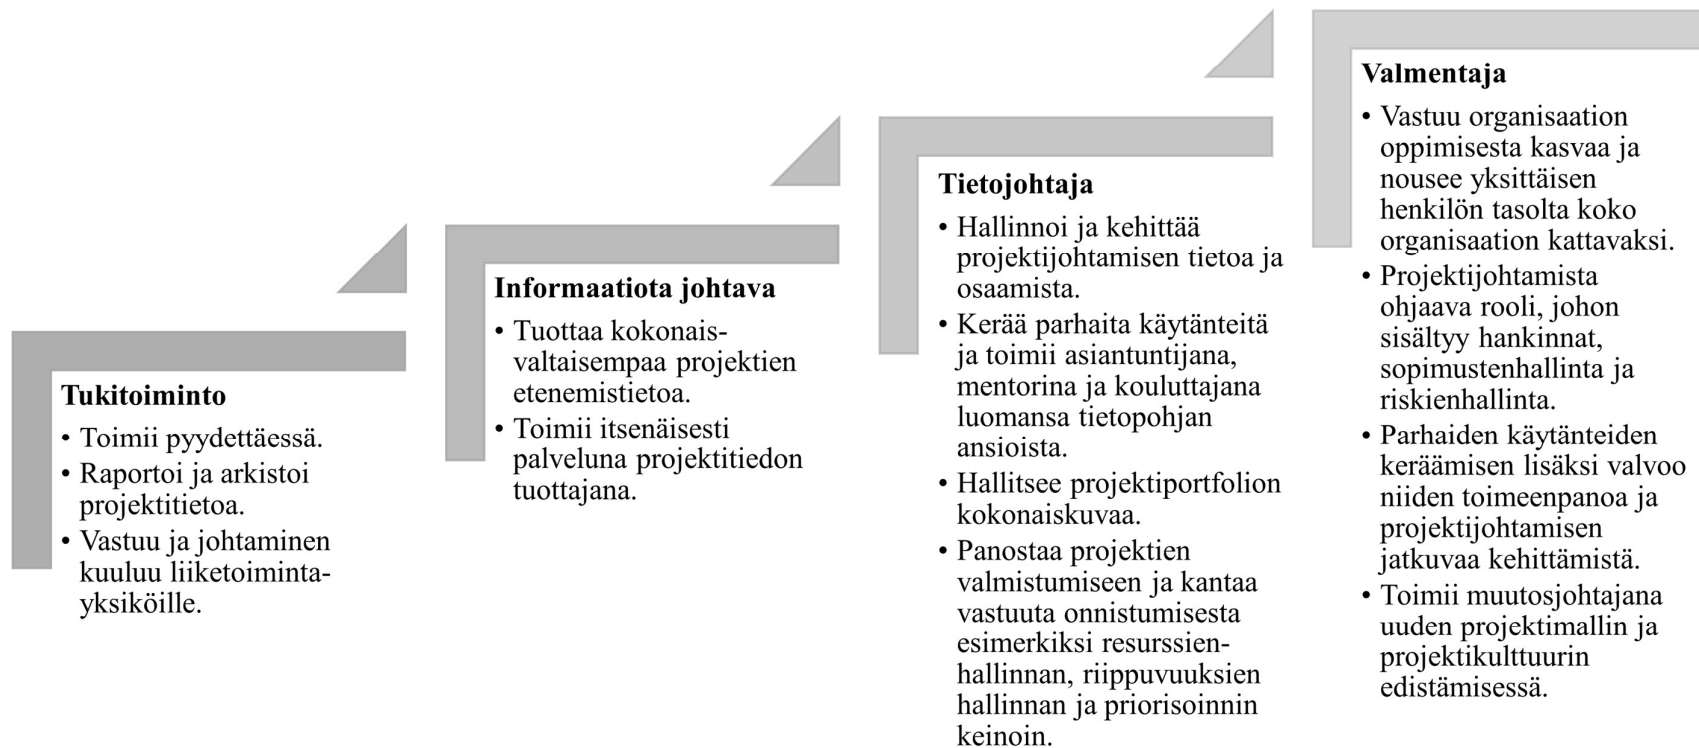 Tukitoiminto
• Toimii pyydettäessä.
• Raportoi ja arkistoi
projektitietoa.
• Vastuu ja johtaminen
kuuluu liiketoiminta-
yksiköille.
Informaatiota johtava
• Tuottaa kokonais-
valtaisempaa projektien
etenemistietoa.
• Toimii itsenäisesti
palveluna projektitiedon
tuottajana.
Tietojohtaja
• Hallinnoi ja kehittää
projektijohtamisen tietoa ja
osaamista.
• Kerää parhaita käytänteitä
ja toimii asiantuntijana,
mentorina ja kouluttajana
luomansa tietopohjan
ansioista.
• Hallitsee projektiportfolion
kokonaiskuvaa.
• Panostaa projektien
valmistumiseen ja kantaa
vastuuta onnistumisesta
esimerkiksi resurssien-
hallinnan, riippuvuuksien
hallinnan ja priorisoinnin
keinoin.
Valmentaja
• Vastuu organisaation
oppimisesta kasvaa ja
nousee yksittäisen
henkilön tasolta koko
organisaation kattavaksi.
• Projektijohtamista
ohjaava rooli, johon
sisältyy hankinnat,
sopimustenhallinta ja
riskienhallinta.
• Parhaiden käytänteiden
keräämisen lisäksi valvoo
niiden toimeenpanoa ja
projektijohtamisen
jatkuvaa kehittämistä.
• Toimii muutosjohtajana
uuden projektimallin ja
projektikulttuurin
edistämisessä.